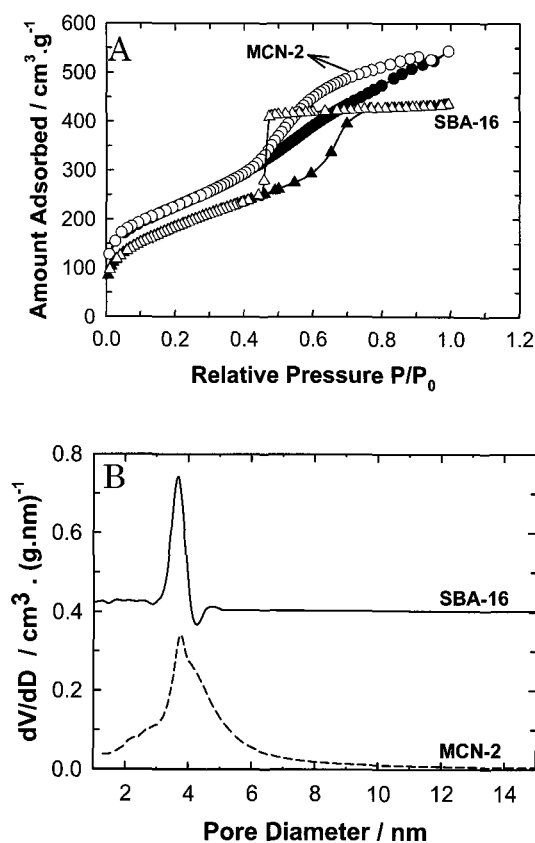 A
600
500
400
300
200
100
0
Amount Adsorbed / cm³.g⁻¹
MCN-2
SBA-16
0.0 0.2 0.4 0.6 0.8 1.0 1.2
Relative Pressure P/P₀
B
0.8
0.6
0.4
0.2
0.0
dV/dD / cm³ . (g.nm)⁻¹
SBA-16
MCN-2
2 4 6 8 10 12 14
Pore Diameter / nm